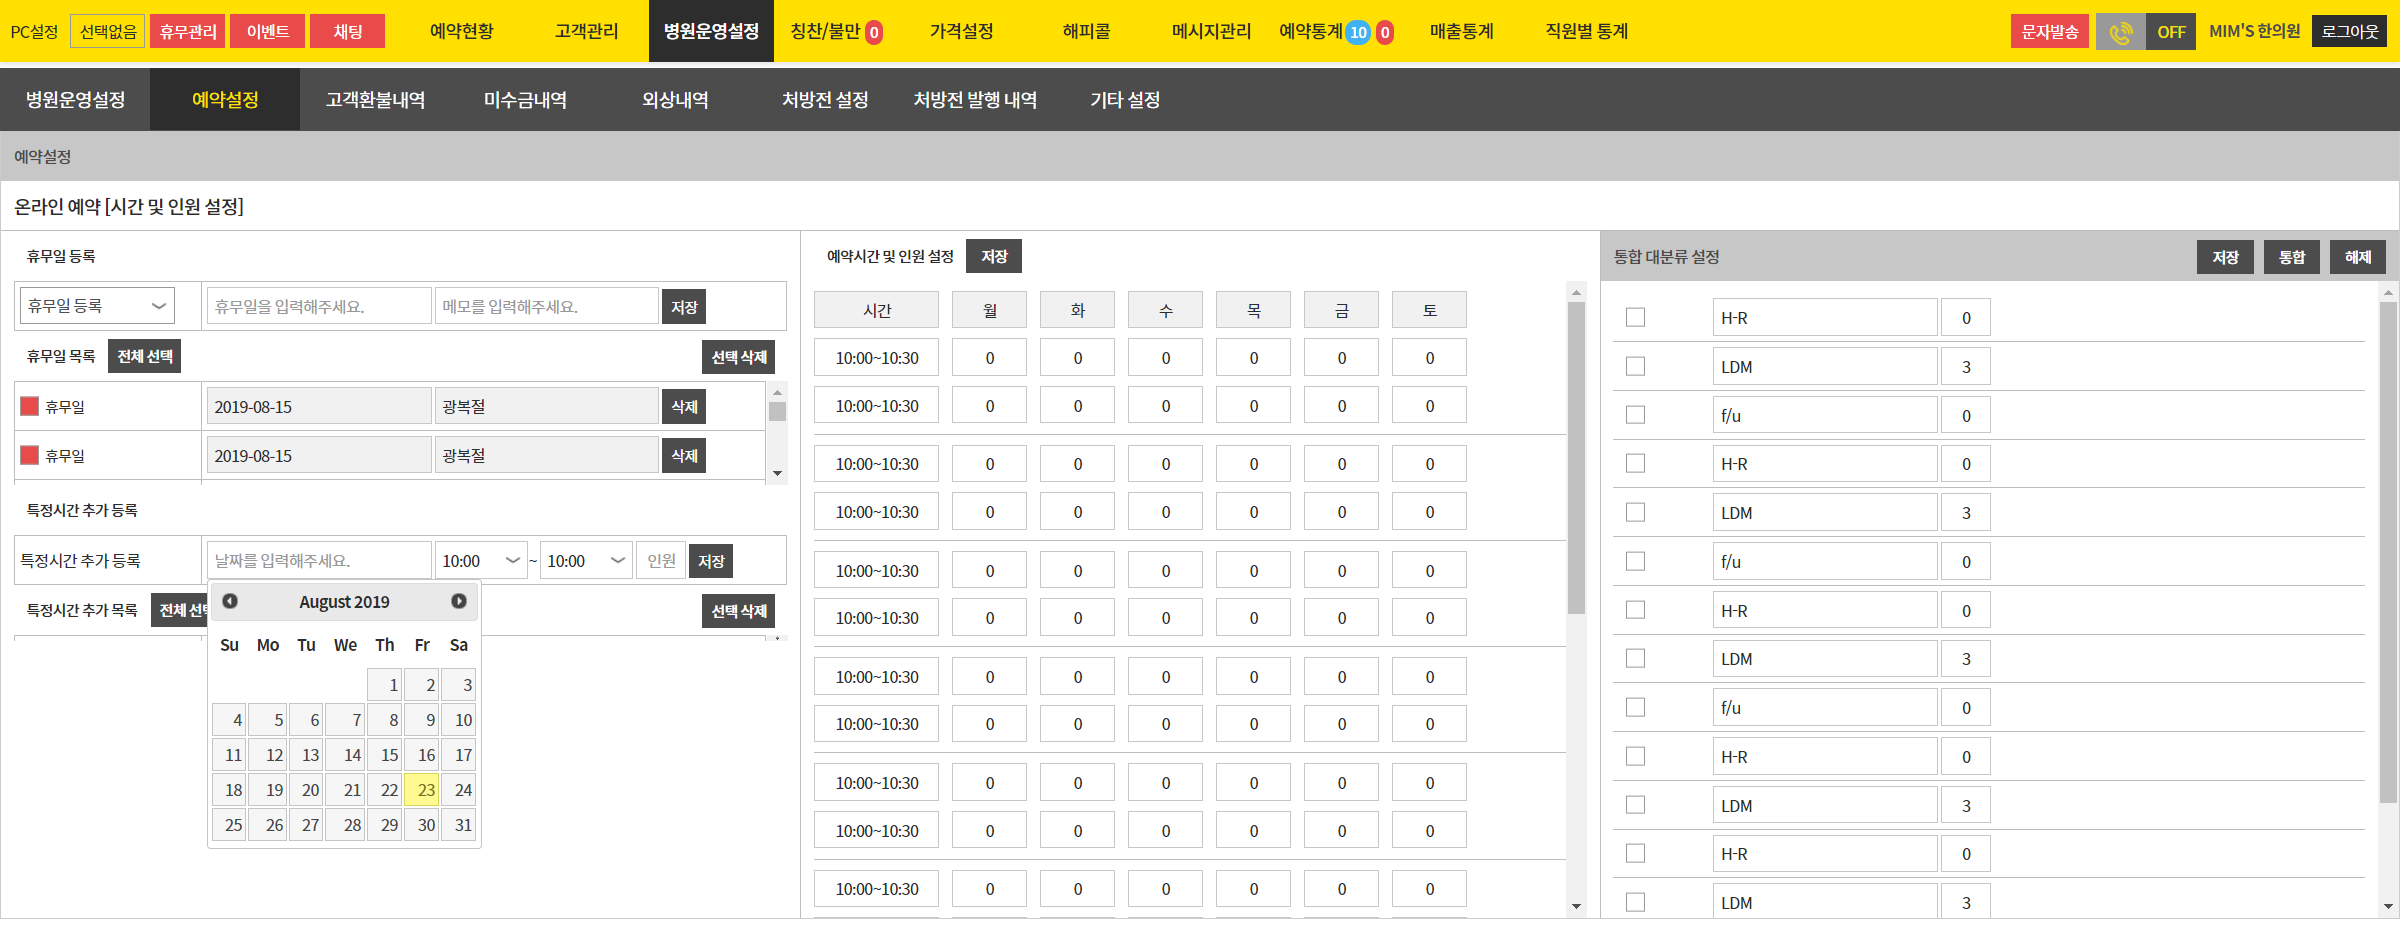 PC설정 선택없음 휴무관리 이벤트 채팅 예약현황 고객관리 병원운영설정 칭찬/불만 0 가격설정 해피콜 메시지관리 예약통계 10 0 매출통계 직원별 통계 문자발송 OFF MIM'S 한의원 로그아웃
병원운영설정 예약설정 고객환불내역 미수금내역 외상내역 처방전 설정 처방전 발행 내역 기타 설정
예약설정
온라인 예약 [시간 및 인원 설정]
휴무일 등록
휴무일 등록 휴무일을 입력해주세요. 메모를 입력해주세요. 저장
휴무일 목록 전체 선택 선택 삭제
휴무일 2019-08-15 광복절 삭제
휴무일 2019-08-15 광복절 삭제
특정시간 추가 등록
특정시간 추가 등록 날짜를 입력해주세요. 10:00 ~ 10:00 인원 저장
특정시간 추가 목록 전체 선택 선택 삭제
August 2019
Su Mo Tu We Th Fr Sa
1 2 3
4 5 6 7 8 9 10
11 12 13 14 15 16 17
18 19 20 21 22 23 24
25 26 27 28 29 30 31
예약시간 및 인원 설정 저장
시간 월 화 수 목 금 토
10:00~10:30 0 0 0 0 0 0
10:00~10:30 0 0 0 0 0 0
10:00~10:30 0 0 0 0 0 0
10:00~10:30 0 0 0 0 0 0
10:00~10:30 0 0 0 0 0 0
10:00~10:30 0 0 0 0 0 0
10:00~10:30 0 0 0 0 0 0
10:00~10:30 0 0 0 0 0 0
10:00~10:30 0 0 0 0 0 0
10:00~10:30 0 0 0 0 0 0
10:00~10:30 0 0 0 0 0 0
통합 대분류 설정 저장 통합 해제
H-R 0
LDM 3
f/u 0
H-R 0
LDM 3
f/u 0
H-R 0
LDM 3
f/u 0
H-R 0
LDM 3
H-R 0
LDM 3